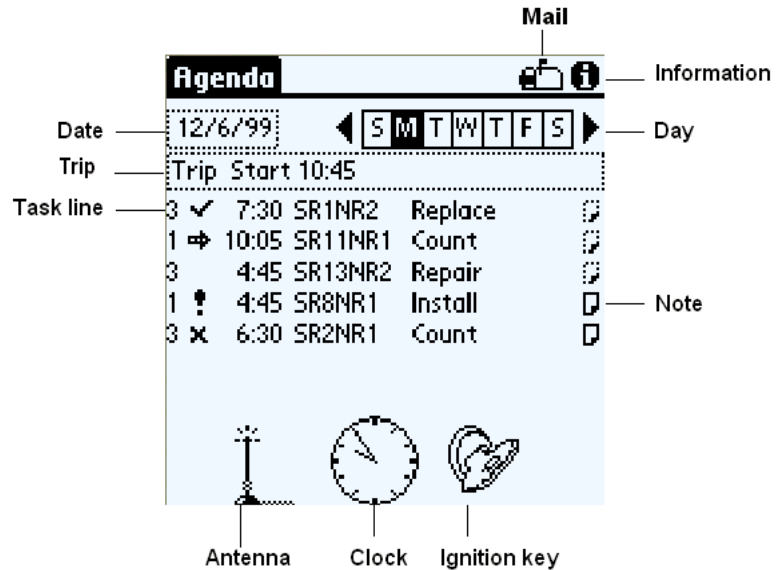 Mail
Agenda
Information
Date
12/6/99
S M T W T F S
Day
Trip
Trip Start 10:45
Task line
3 ✔ 7:30 SR1NR2 Replace
1 ⇒ 10:05 SR11NR1 Count
3 4:45 SR13NR2 Repair
1 ! 4:45 SR8NR1 Install
Note
3 x 6:30 SR2NR1 Count
Antenna
Clock
Ignition key